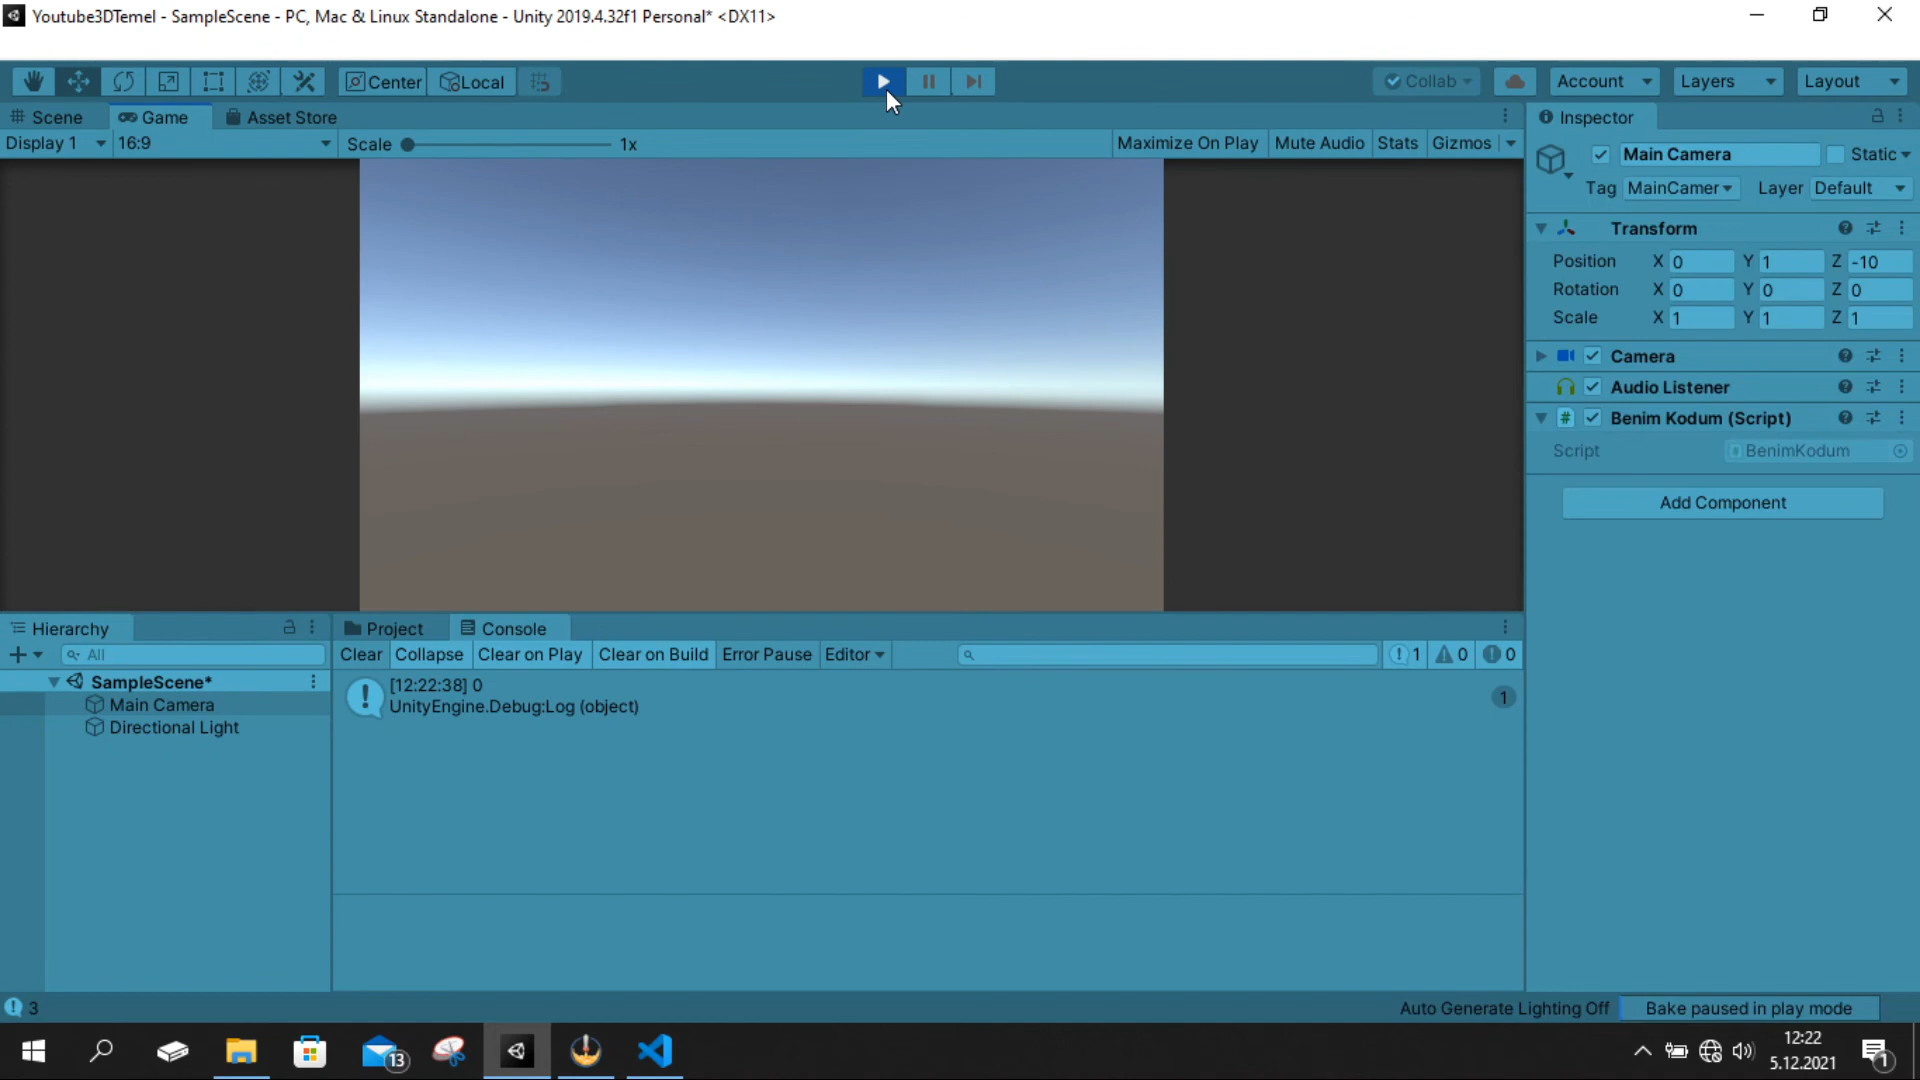 Youtube3DTemel - SampleScene - PC, Mac & Linux Standalone - Unity 2019.4.32f1 Personal* <DX11>
Center Local Collab Account Layers Layout
Scene Game Asset Store
Display 1 16:9 Scale 1x Maximize On Play Mute Audio Stats Gizmos
Inspector
Main Camera Static
Tag MainCamer Layer Default
Transform
Position X 0 Y 1 Z -10
Rotation X 0 Y 0 Z 0
Scale X 1 Y 1 Z 1
Camera
Audio Listener
# Benim Kodum (Script)
Script BenimKodum
Add Component
Hierarchy
All
SampleScene*
Main Camera
Directional Light
Project Console
Clear Collapse Clear on Play Clear on Build Error Pause Editor 1 0 0
[12:22:38] 0
UnityEngine.Debug:Log (object)
1
3
Auto Generate Lighting Off Bake paused in play mode
13
12:22
5.12.2021
1